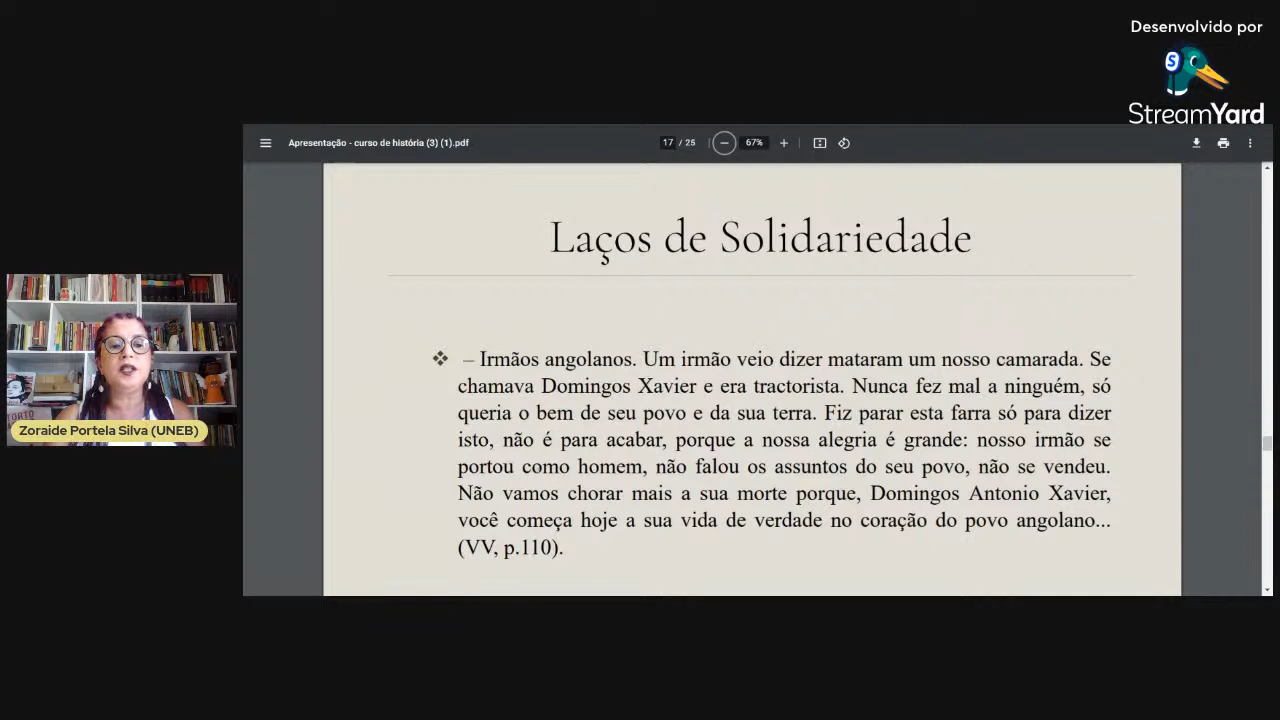 Desenvolvido por
StreamYard
Apresentação - curso de história (3) (1).pdf
17 / 25
67%
Laços de Solidariedade
❖ – Irmãos angolanos. Um irmão veio dizer mataram um nosso camarada. Se
chamava Domingos Xavier e era tractorista. Nunca fez mal a ninguém, só
queria o bem de seu povo e da sua terra. Fiz parar esta farra só para dizer
isto, não é para acabar, porque a nossa alegria é grande: nosso irmão se
portou como homem, não falou os assuntos do seu povo, não se vendeu.
Não vamos chorar mais a sua morte porque, Domingos Antonio Xavier,
você começa hoje a sua vida de verdade no coração do povo angolano...
(VV, p.110).
Zoraide Portela Silva (UNEB)